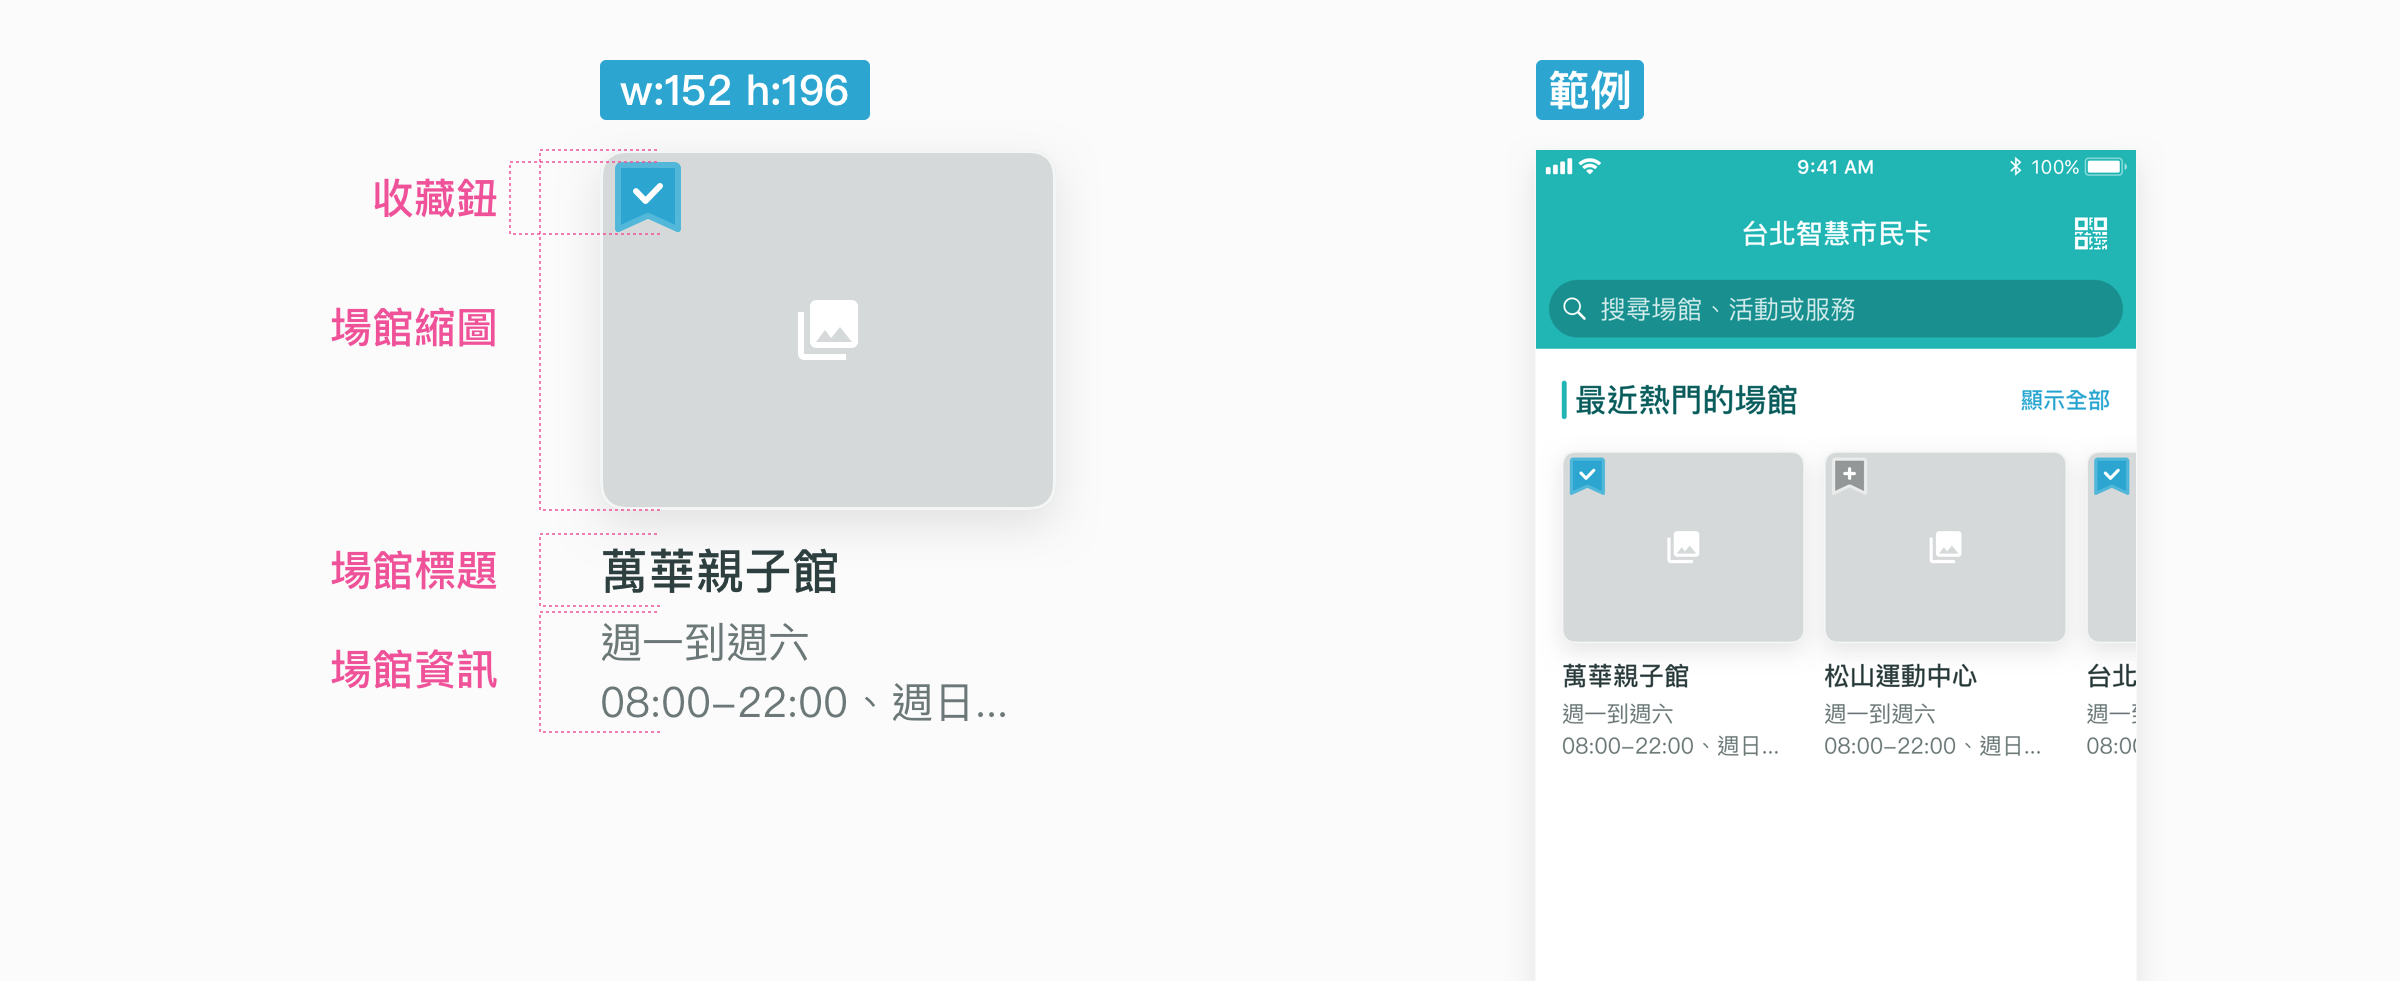 w:152 h:196
收藏鈕
場館縮圖
場館標題
場館資訊
萬華親子館
週一到週六
08:00–22:00、週日...
範例
9:41 AM
100%
台北智慧市民卡
搜尋場館、活動或服務
最近熱門的場館
顯示全部
萬華親子館
週一到週六
08:00–22:00、週日...
松山運動中心
週一到週六
08:00–22:00、週日...
台北
週一
08:0